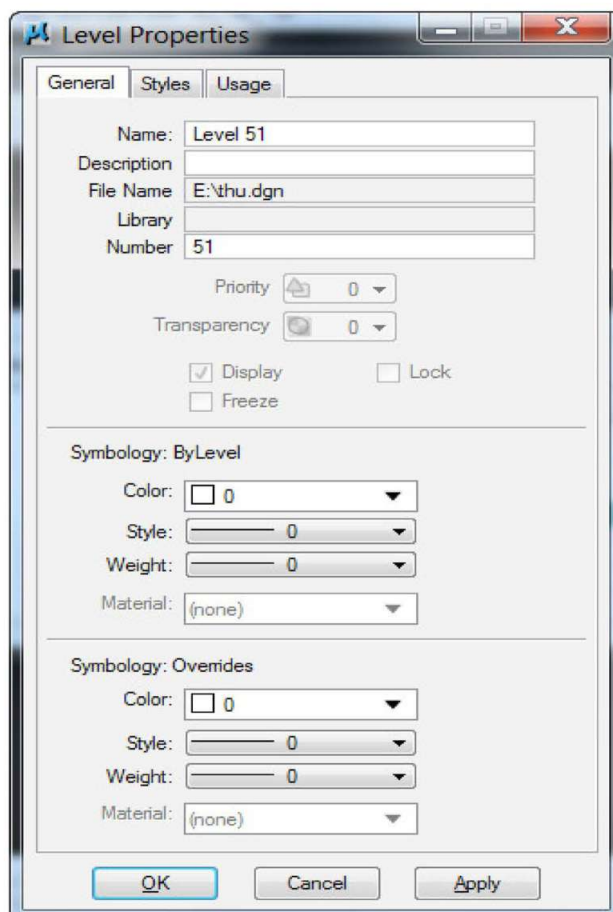 Level Properties
General Styles Usage
Name: Level 51
Description
File Name E:\thu.dgn
Library
Number 51
Priority 0
Transparency 0
Display Lock
Freeze
Symbology: ByLevel
Color: 0
Style: 0
Weight: 0
Material: (none)
Symbology: Overrides
Color: 0
Style: 0
Weight: 0
Material: (none)
OK Cancel Apply